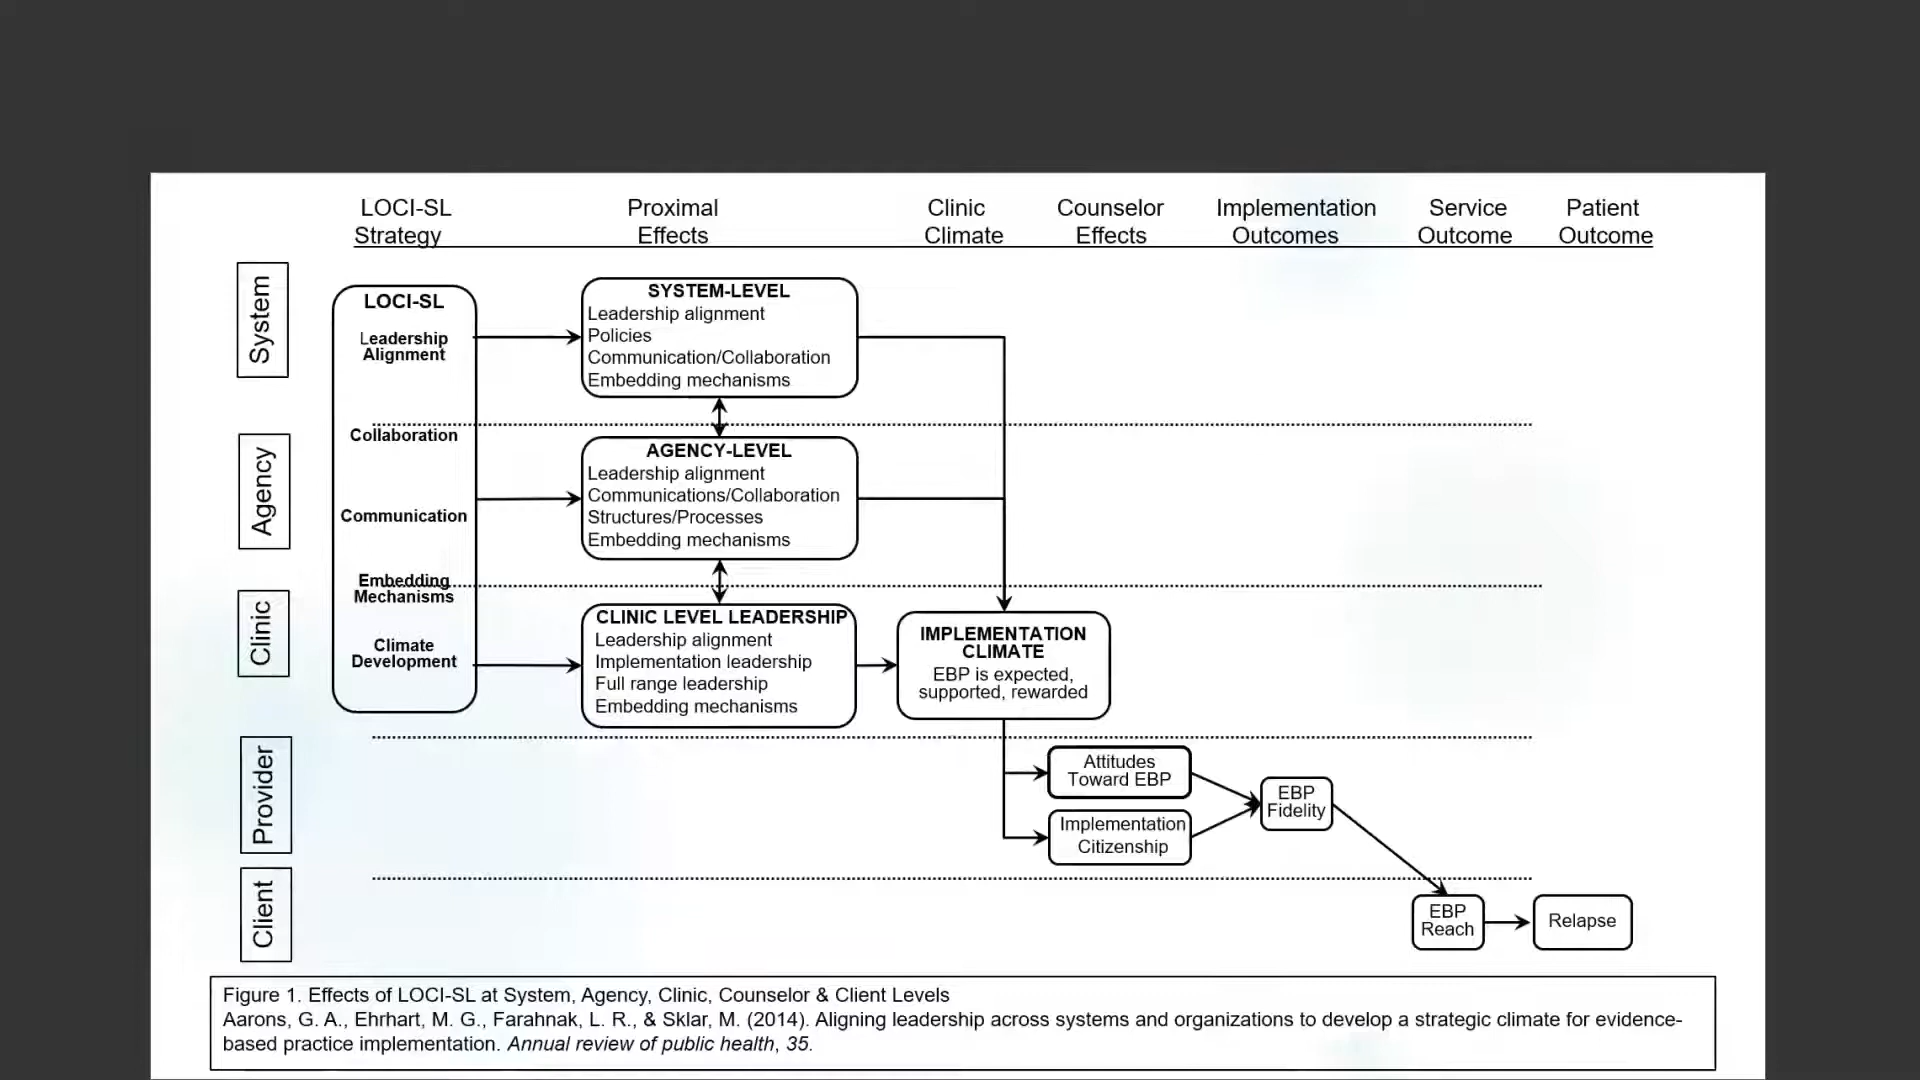 LOCI-SL
Strategy
Proximal
Effects
Clinic
Climate
Counselor
Effects
Implementation
Outcomes
Service
Outcome
Patient
Outcome
System
Agency
Clinic
Provider
Client
LOCI-SL
Leadership
Alignment
Collaboration
Communication
Embedding
Mechanisms
Climate
Development
SYSTEM-LEVEL
Leadership alignment
Policies
Communication/Collaboration
Embedding mechanisms
AGENCY-LEVEL
Leadership alignment
Communications/Collaboration
Structures/Processes
Embedding mechanisms
CLINIC LEVEL LEADERSHIP
Leadership alignment
Implementation leadership
Full range leadership
Embedding mechanisms
IMPLEMENTATION
CLIMATE
EBP is expected,
supported, rewarded
Attitudes
Toward EBP
Implementation
Citizenship
EBP
Fidelity
EBP
Reach
Relapse
Figure 1. Effects of LOCI-SL at System, Agency, Clinic, Counselor & Client Levels
Aarons, G. A., Ehrhart, M. G., Farahnak, L. R., & Sklar, M. (2014). Aligning leadership across systems and organizations to develop a strategic climate for evidence-
based practice implementation. Annual review of public health, 35.